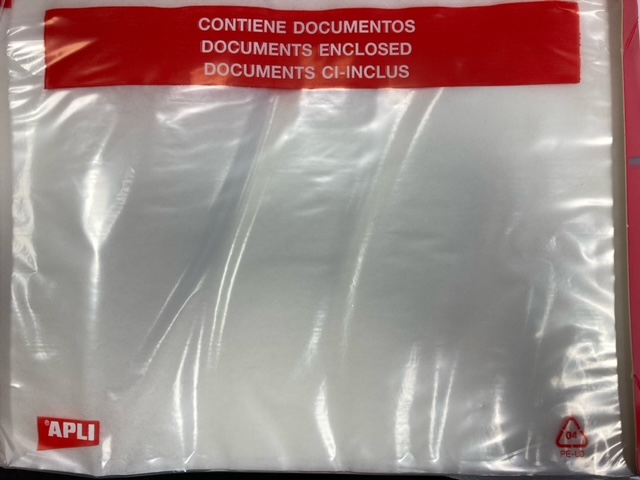 CONTIENE DOCUMENTOS
DOCUMENTS ENCLOSED
DOCUMENTS CI-INCLUS
®APLI
04
PE-LD